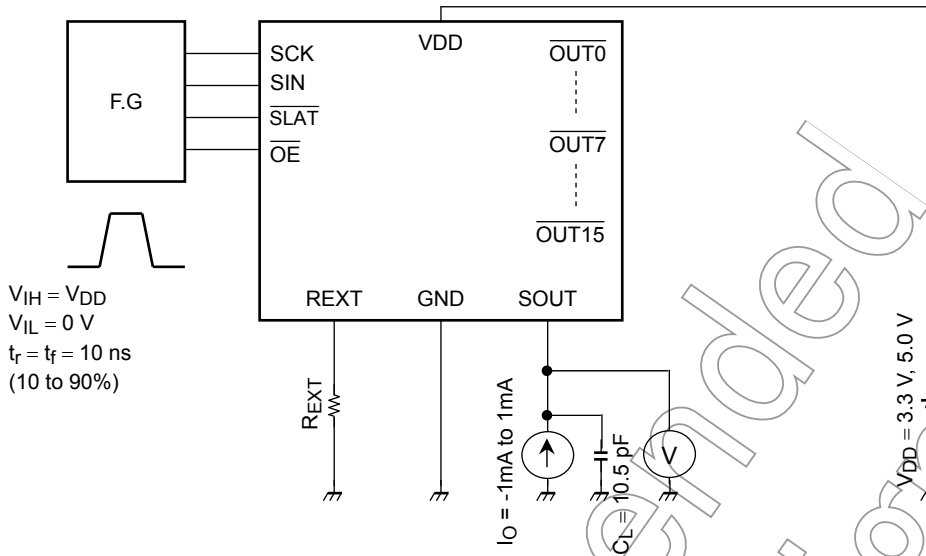 F.G
SCK
SIN
SLAT
OE
VDD
OUT0
OUT7
OUT15
REXT
GND
SOUT
VIH = VDD
VIL = 0 V
tr = tf = 10 ns
(10 to 90%)
REXT
IO = -1mA to 1mA
CL = 10.5 pF
V
VDD = 3.3 V, 5.0 V
ended